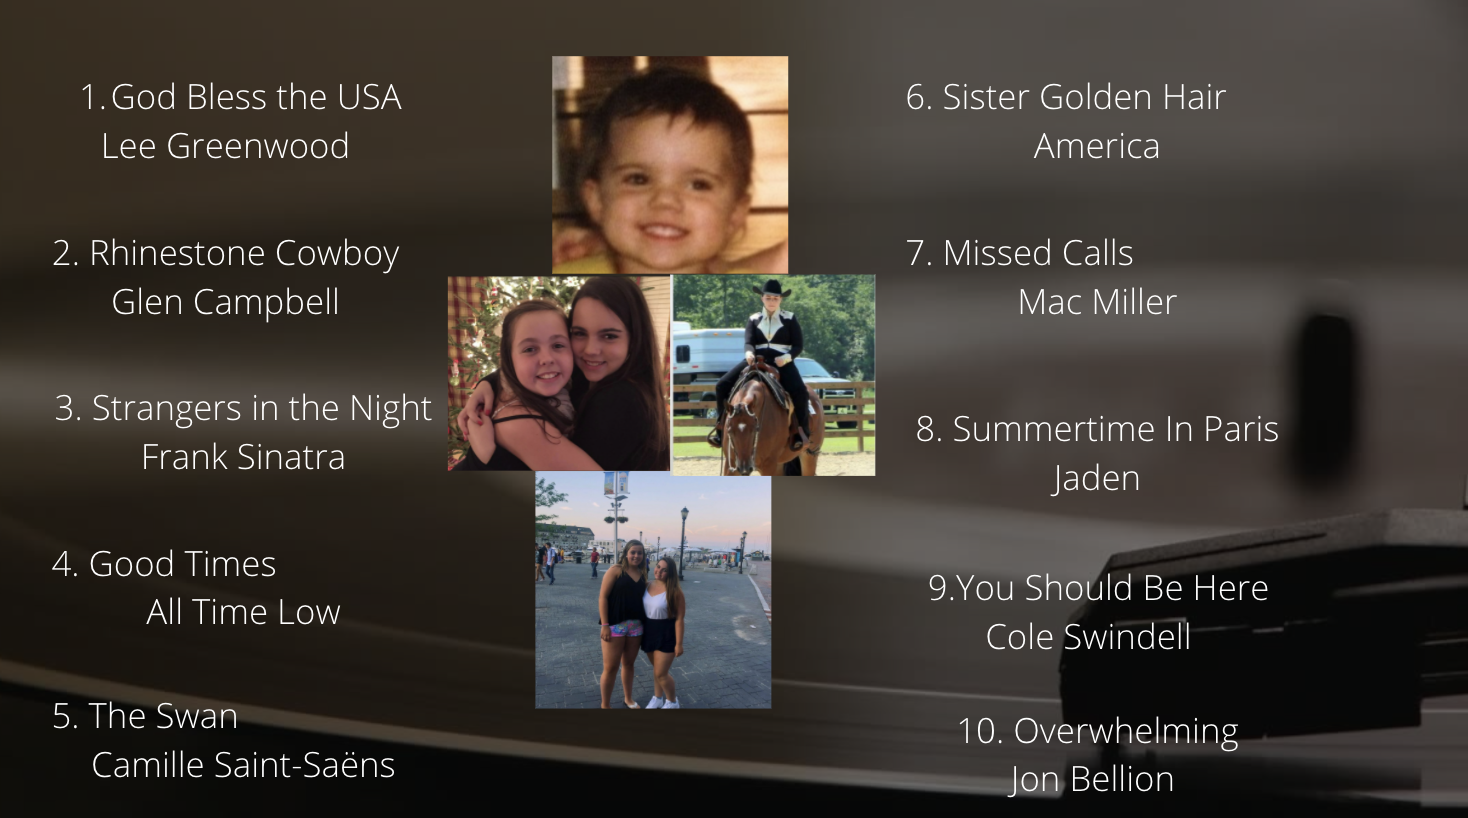 1. God Bless the USA
Lee Greenwood
2. Rhinestone Cowboy
Glen Campbell
3. Strangers in the Night
Frank Sinatra
4. Good Times
All Time Low
5. The Swan
Camille Saint-Saëns
6. Sister Golden Hair
America
7. Missed Calls
Mac Miller
8. Summertime In Paris
Jaden
9.You Should Be Here
Cole Swindell
10. Overwhelming
Jon Bellion